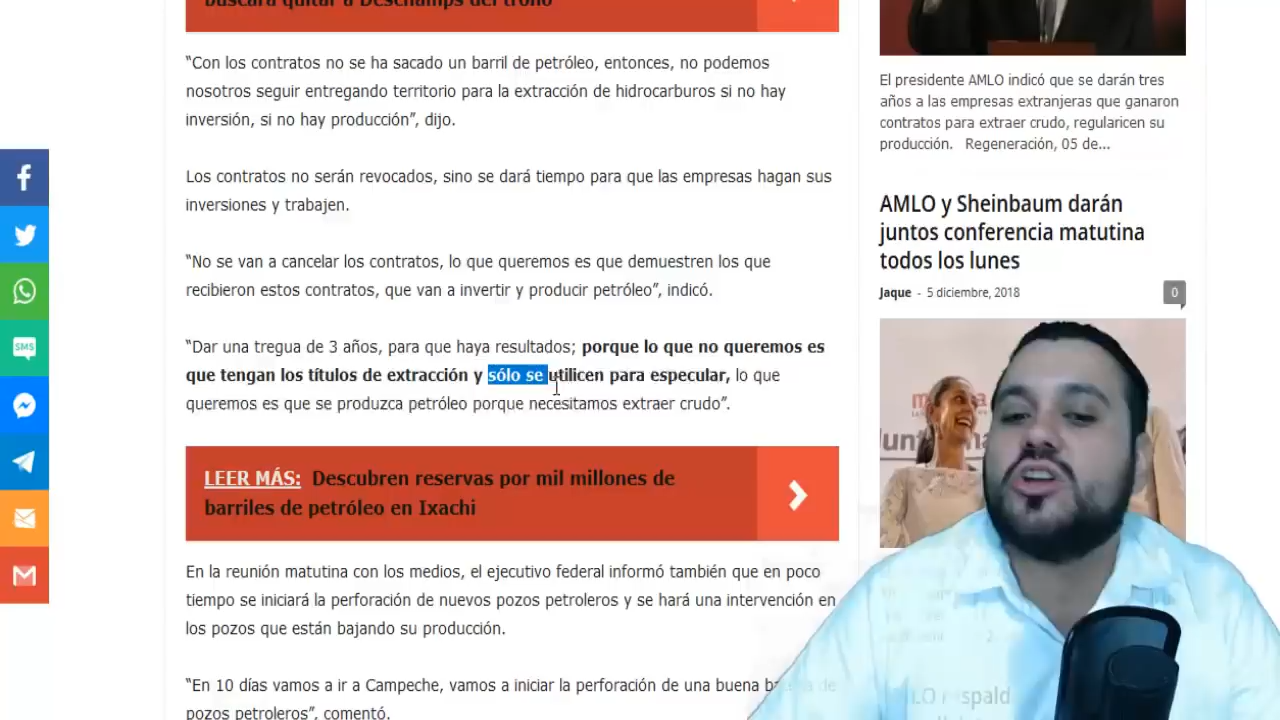 buscará quitar a Deschamps del trono
“Con los contratos no se ha sacado un barril de petróleo, entonces, no podemos
nosotros seguir entregando territorio para la extracción de hidrocarburos si no hay
inversión, si no hay producción”, dijo.
Los contratos no serán revocados, sino se dará tiempo para que las empresas hagan sus
inversiones y trabajen.
“No se van a cancelar los contratos, lo que queremos es que demuestren los que
recibieron estos contratos, que van a invertir y producir petróleo”, indicó.
“Dar una tregua de 3 años, para que haya resultados; porque lo que no queremos es
que tengan los títulos de extracción y sólo se utilicen para especular, lo que
queremos es que se produzca petróleo porque necesitamos extraer crudo”.
LEER MÁS: Descubren reservas por mil millones de
barriles de petróleo en Ixachi
En la reunión matutina con los medios, el ejecutivo federal informó también que en poco
tiempo se iniciará la perforación de nuevos pozos petroleros y se hará una intervención en
los pozos que están bajando su producción.
“En 10 días vamos a ir a Campeche, vamos a iniciar la perforación de una buena de
pozos petroleros”, comentó.
SMS
El presidente AMLO indicó que se darán tres
años a las empresas extranjeras que ganaron
contratos para extraer crudo, regularicen su
producción. Regeneración, 05 de...
AMLO y Sheinbaum darán
juntos conferencia matutina
todos los lunes
Jaque - 5 diciembre, 2018
0